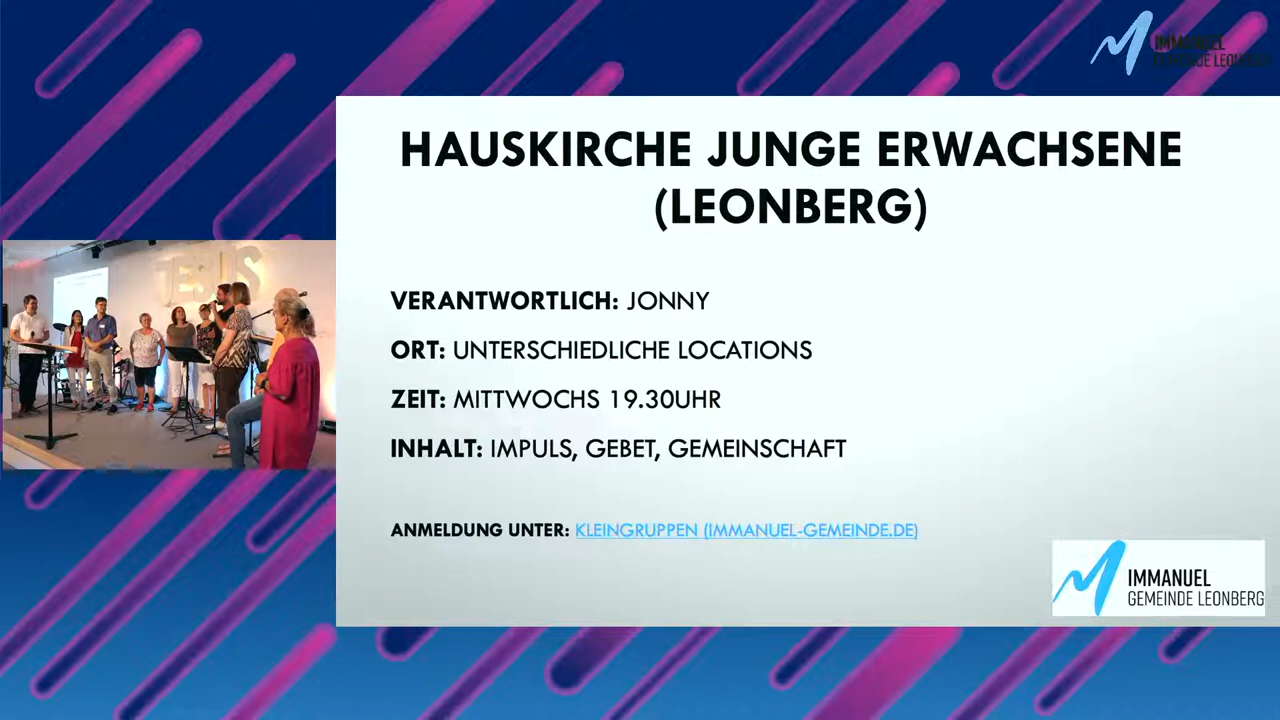 IMMANUEL
GEMEINDE LEONBERG
HAUSKIRCHE JUNGE ERWACHSENE
(LEONBERG)
VERANTWORTLICH: JONNY
ORT: UNTERSCHIEDLICHE LOCATIONS
ZEIT: MITTWOCHS 19.30UHR
INHALT: IMPULS, GEBET, GEMEINSCHAFT
ANMELDUNG UNTER: KLEINGRUPPEN (IMMANUEL-GEMEINDE.DE)
IMMANUEL
GEMEINDE LEONBERG